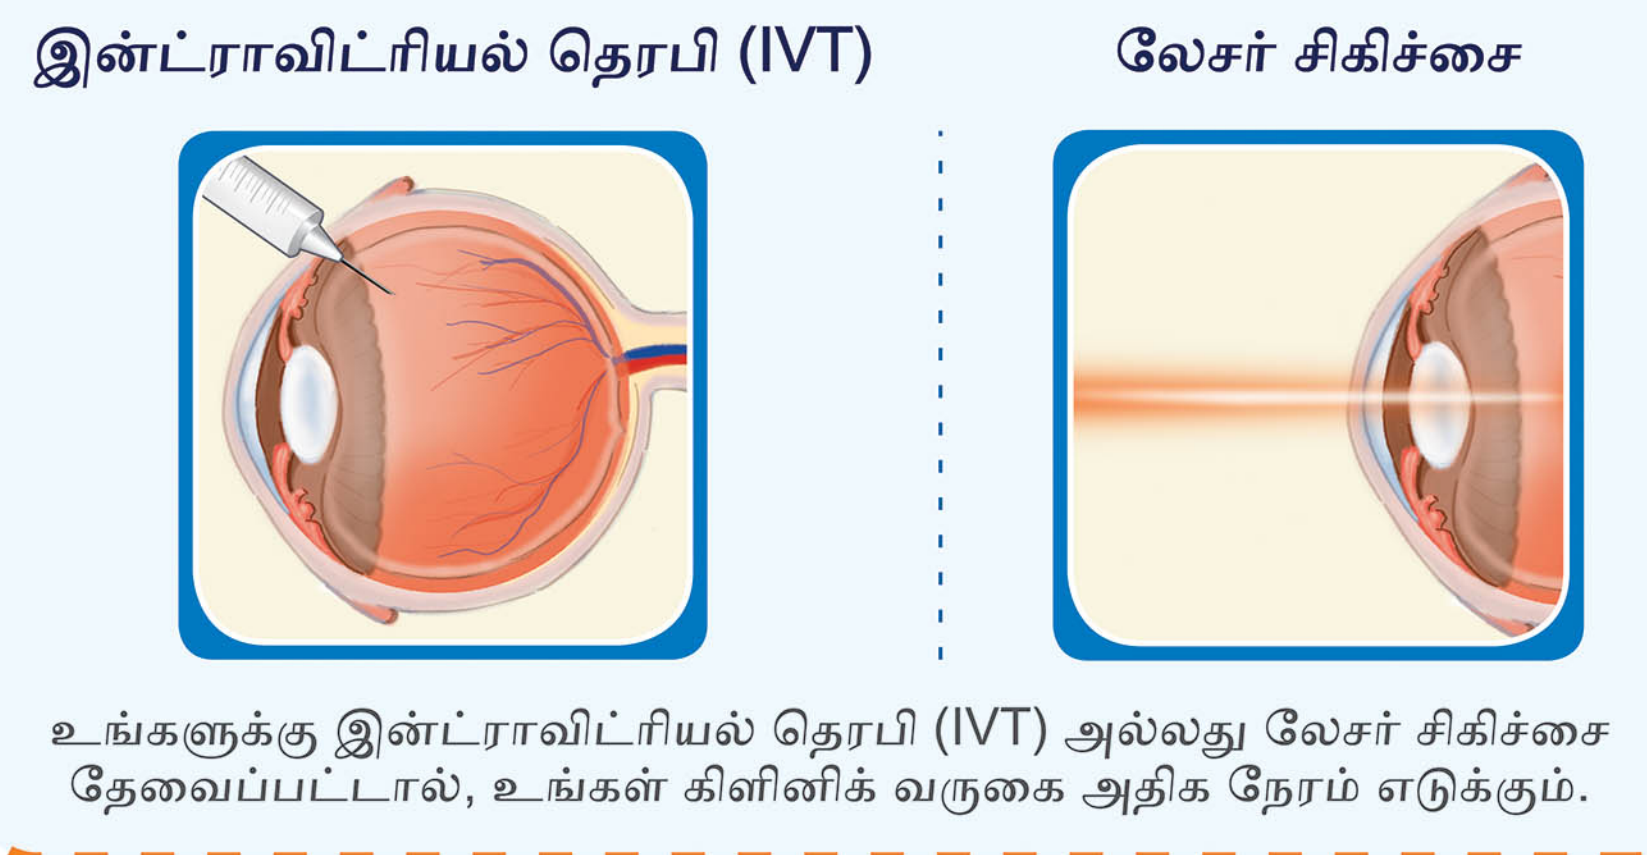 இன்ட்ராவிட்ரியல் தெரபி (IVT)
லேசர் சிகிச்சை
உங்களுக்கு இன்ட்ராவிட்ரியல் தெரபி (IVT) அல்லது லேசர் சிகிச்சை
தேவைப்பட்டால், உங்கள் கிளினிக் வருகை அதிக நேரம் எடுக்கும்.